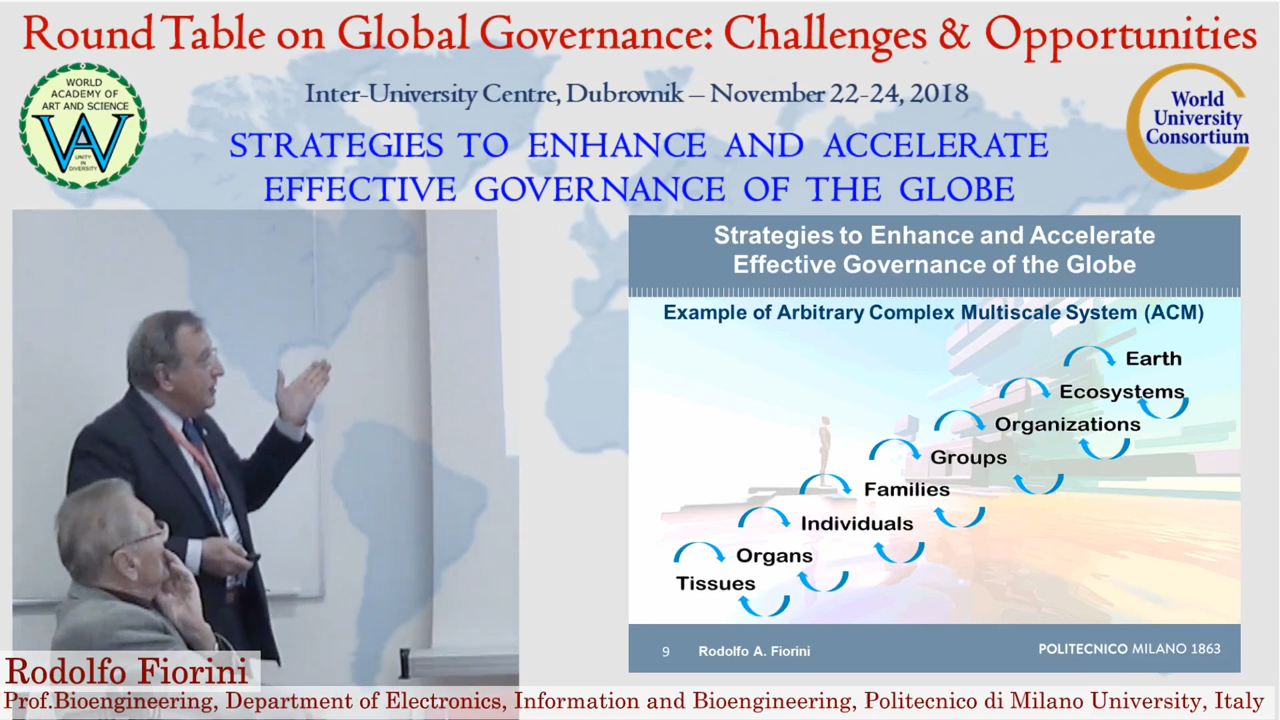 Round Table on Global Governance: Challenges & Opportunities
WORLD
ACADEMY OF
ART AND SCIENCE
WA
UNITY
IN
DIVERSITY
Inter-University Centre, Dubrovnik – November 22-24, 2018
World
University
Consortium
STRATEGIES TO ENHANCE AND ACCELERATE
EFFECTIVE GOVERNANCE OF THE GLOBE
Strategies to Enhance and Accelerate
Effective Governance of the Globe
Example of Arbitrary Complex Multiscale System (ACM)
Earth
Ecosystems
Organizations
Groups
Families
Individuals
Organs
Tissues
9 Rodolfo A. Fiorini POLITECNICO MILANO 1863
Rodolfo Fiorini
Prof.Bioengineering, Department of Electronics, Information and Bioengineering, Politecnico di Milano University, Italy